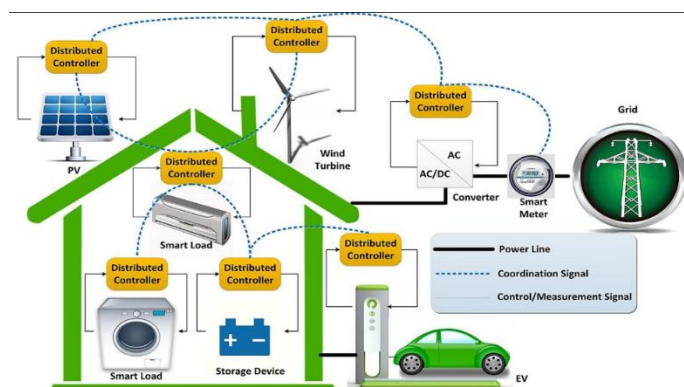 Distributed
Controller
Distributed
Controller
Distributed
Controller
Grid
PV
Wind
Turbine
AC
AC/DC
Converter
Smart
Meter
Distributed
Controller
Smart Load
Distributed
Controller
Distributed
Controller
Distributed
Controller
Power Line
Coordination Signal
Control/Measurement Signal
Smart Load
Storage Device
EV